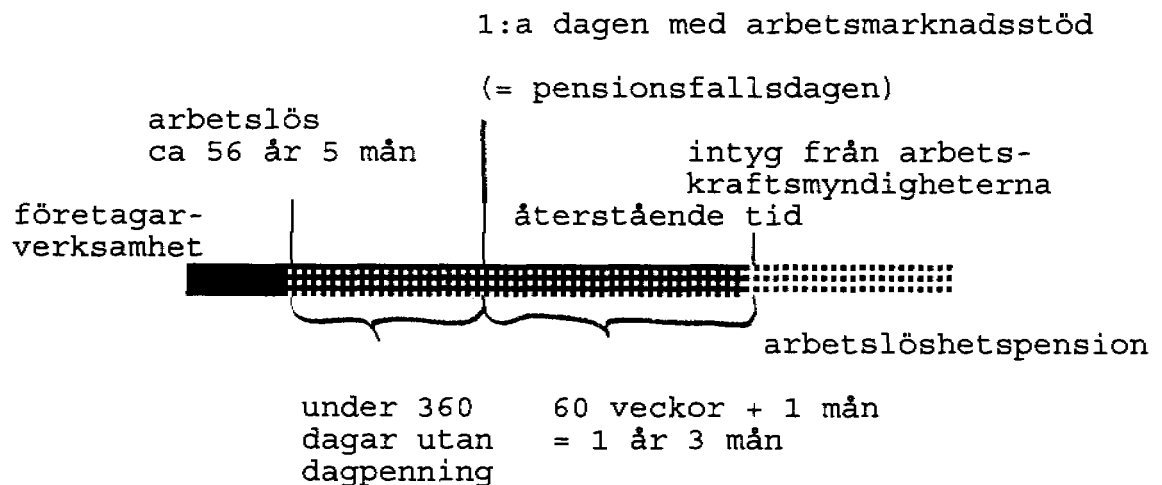 1:a dagen med arbetsmarknadsstöd
(= pensionsfallsdagen)
arbetslös
ca 56 år 5 mån
intyg från arbets-
kraftsmyndigheterna
företagar-
verksamhet
återstående tid
arbetslöshetspension
under 360
dagar utan
dagpenning
60 veckor + 1 mån
= 1 år 3 mån